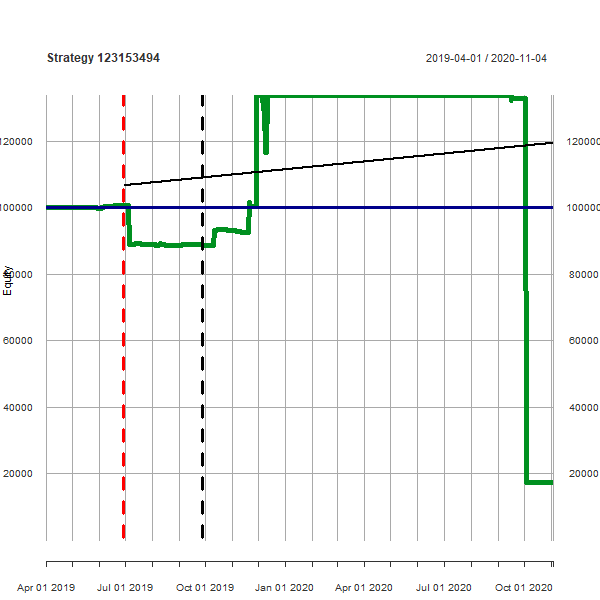 Strategy 123153494
2019-04-01 / 2020-11-04
120000
120000
100000
100000
80000
80000
Equity
60000
60000
40000
40000
20000
20000
Apr 01 2019
Jul 01 2019
Oct 01 2019
Jan 01 2020
Apr 01 2020
Jul 01 2020
Oct 01 2020